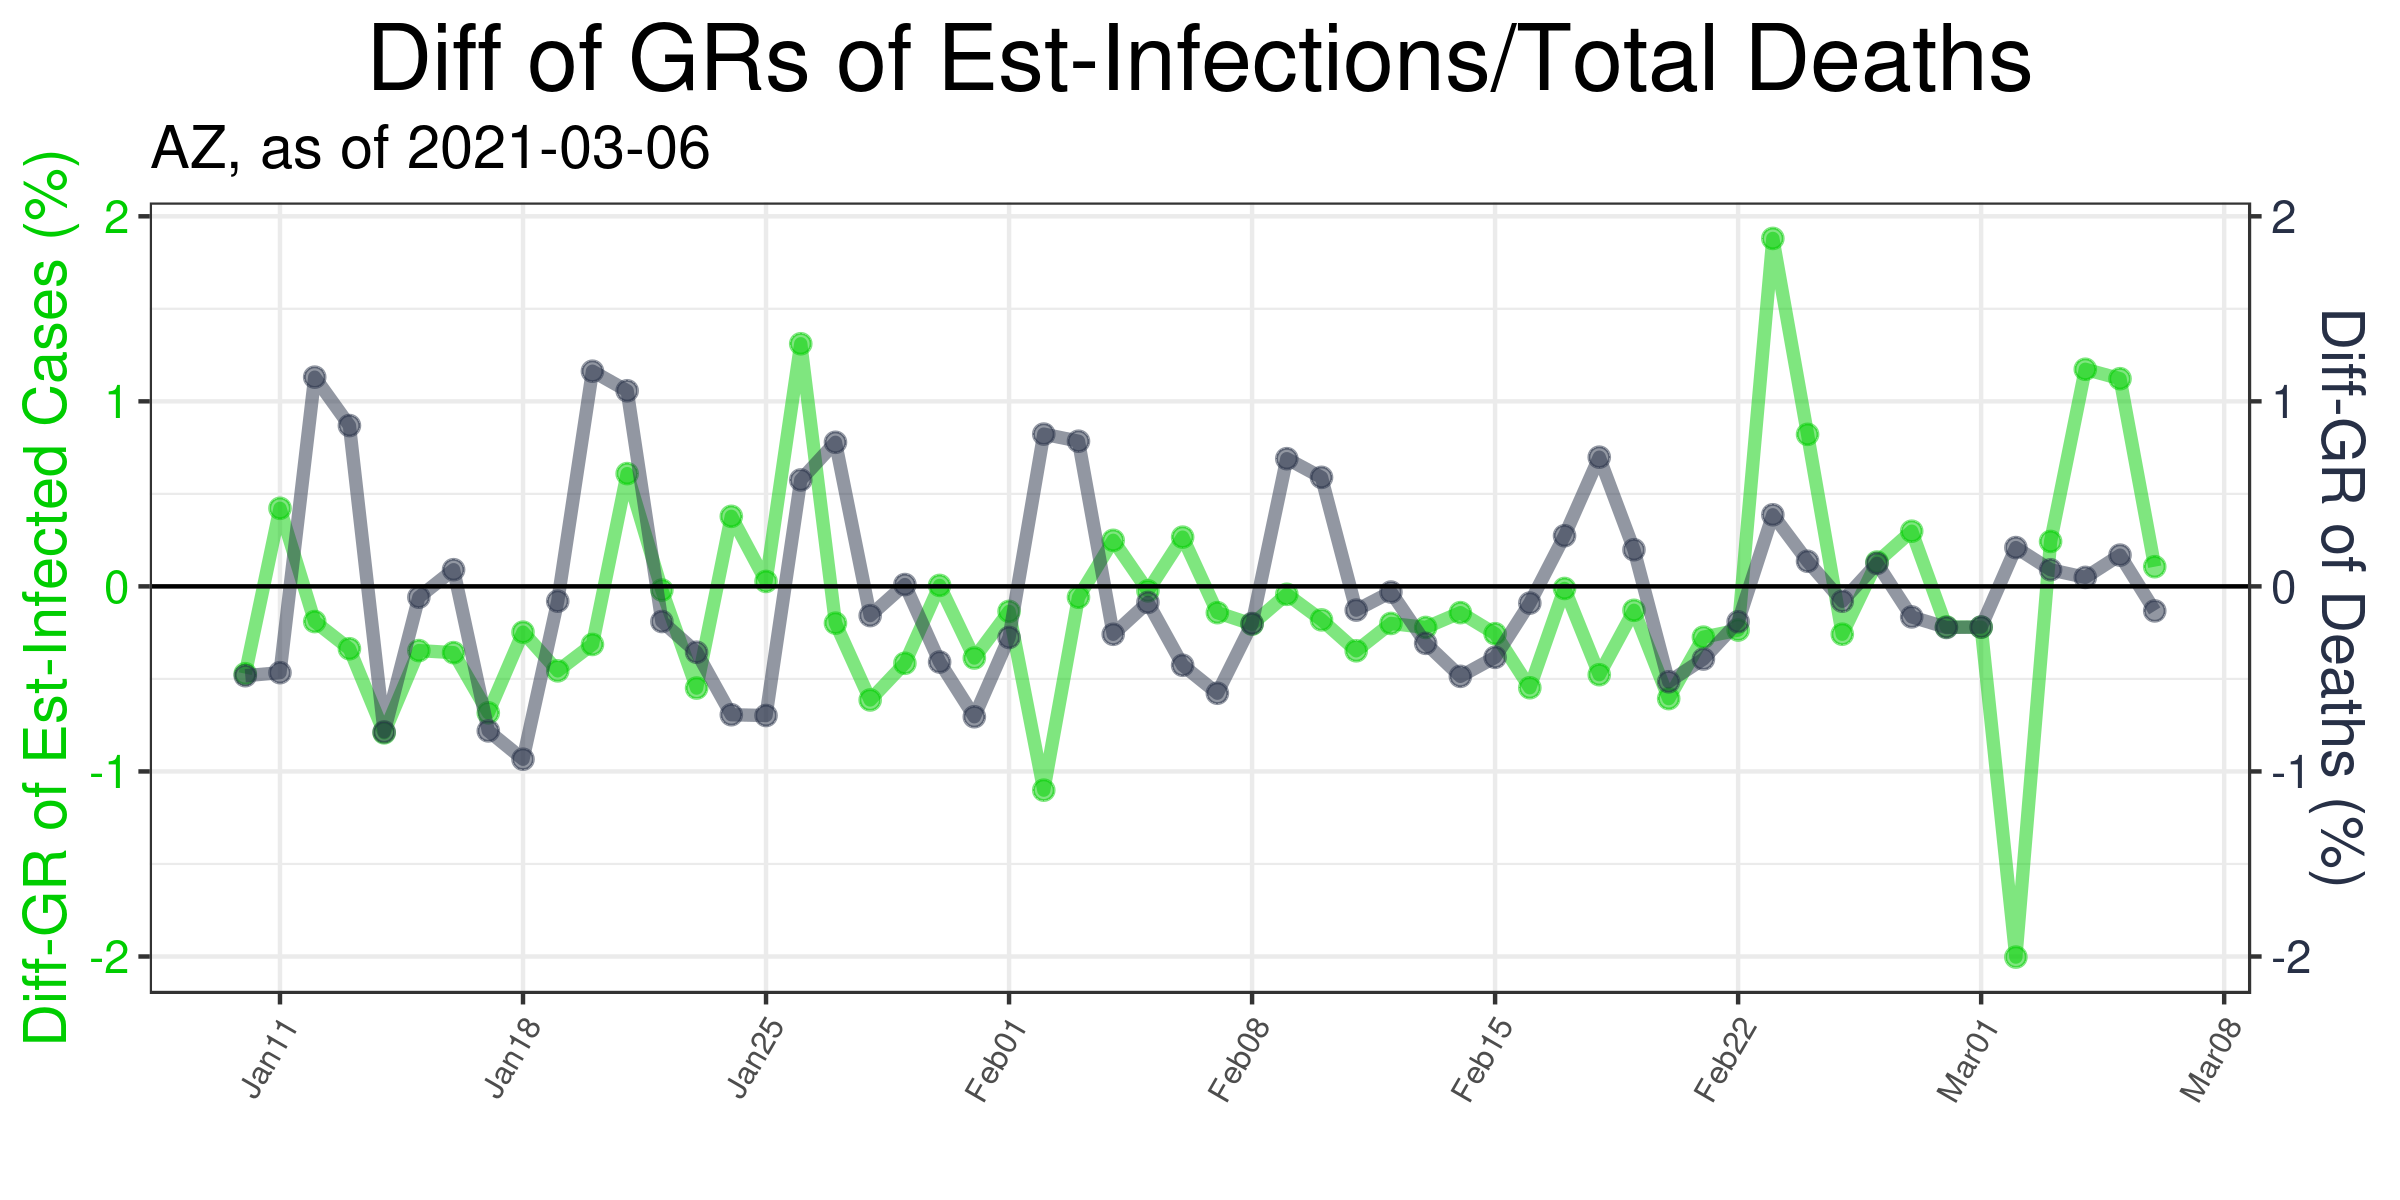 Diff of GRs of Est-Infections/Total Deaths
AZ, as of 2021-03-06
Diff-GR of Est-Infected Cases (%)
2
1
0
-1
-2
2
1
0
-1
-2
Diff-GR of Deaths (%)
Jan11
Jan18
Jan25
Feb01
Feb08
Feb15
Feb22
Mar01
Mar08